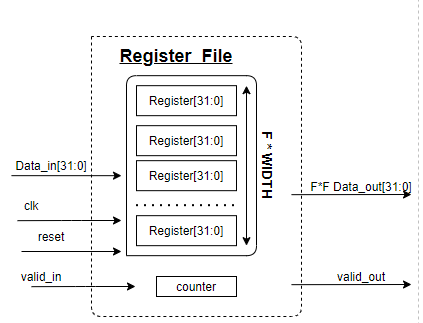 Register_File
Register[31:0]
Register[31:0]
Register[31:0]
Register[31:0]
F * WIDTH
Data_in[31:0]
clk
reset
valid_in
counter
F*F Data_out[31:0]
valid_out